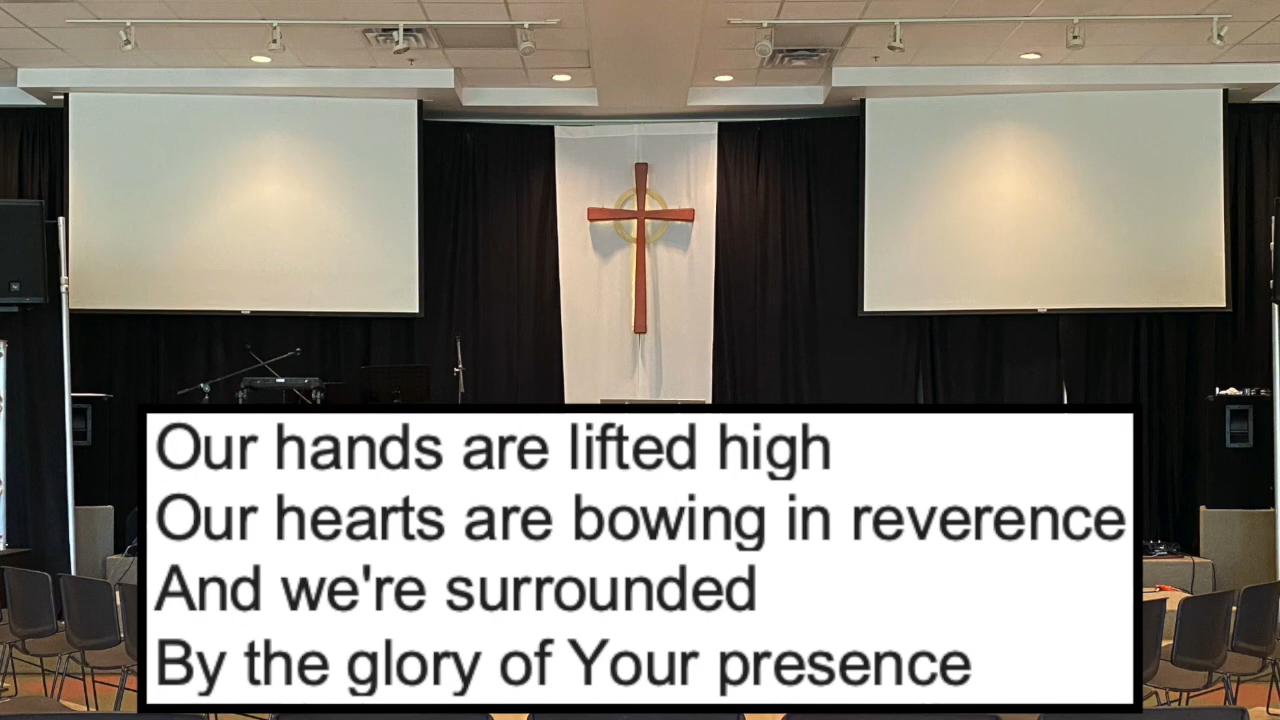 Our hands are lifted high
Our hearts are bowing in reverence
And we're surrounded
By the glory of Your presence